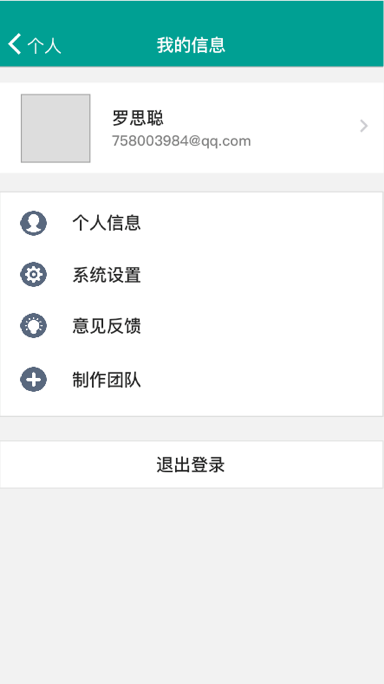 个人
我的信息
罗思聪
758003984@qq.com
个人信息
系统设置
意见反馈
制作团队
退出登录